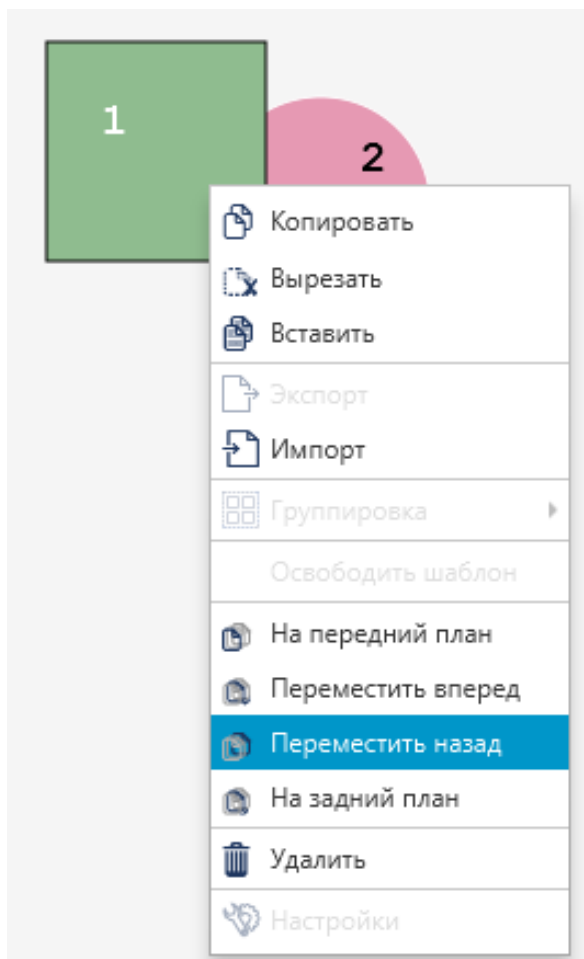 1
2
Копировать
Вырезать
Вставить
Экспорт
Импорт
Группировка
Освободить шаблон
На передний план
Переместить вперед
Переместить назад
На задний план
Удалить
Настройки